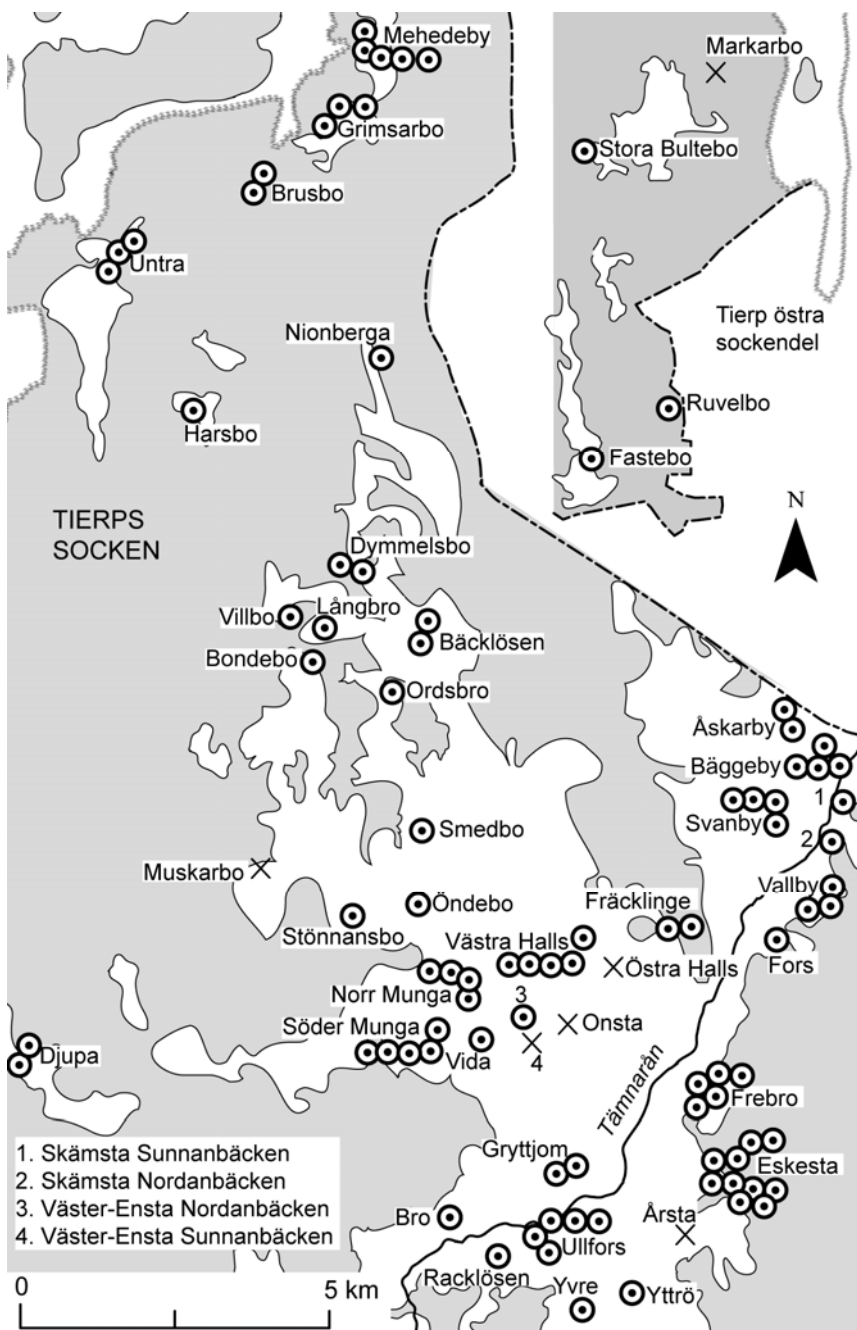 Mehedeby
Markarbo
Grimsarbo
Stora Bultebo
Brusbo
Untra
Tierp östra
sockendel
Nionberga
Ruvelbo
Harsbo
Fastebo
N
TIERPS
SOCKEN
Dymmelsbo
Villbo
Långbro
Bäcklösen
Bondebo
Ordsbro
Åskarby
Bäggeby
1
Svanby
Smedbo
2
Muskarbo
Vallby
Öndebo
Fräcklinge
Stönnansbo
Västra Halls
Fors
Östra Halls
Norr Munga
3
Söder Munga
Onsta
Djupa
Vida
4
Tämnarån
Frebro
1. Skämsta Sunnanbäcken
2. Skämsta Nordanbäcken
3. Väster-Ensta Nordanbäcken
4. Väster-Ensta Sunnanbäcken
Gryttjom
Eskesta
Bro
Årsta
Ullfors
Racklösen
0
5 km
Yvre
Yttrö